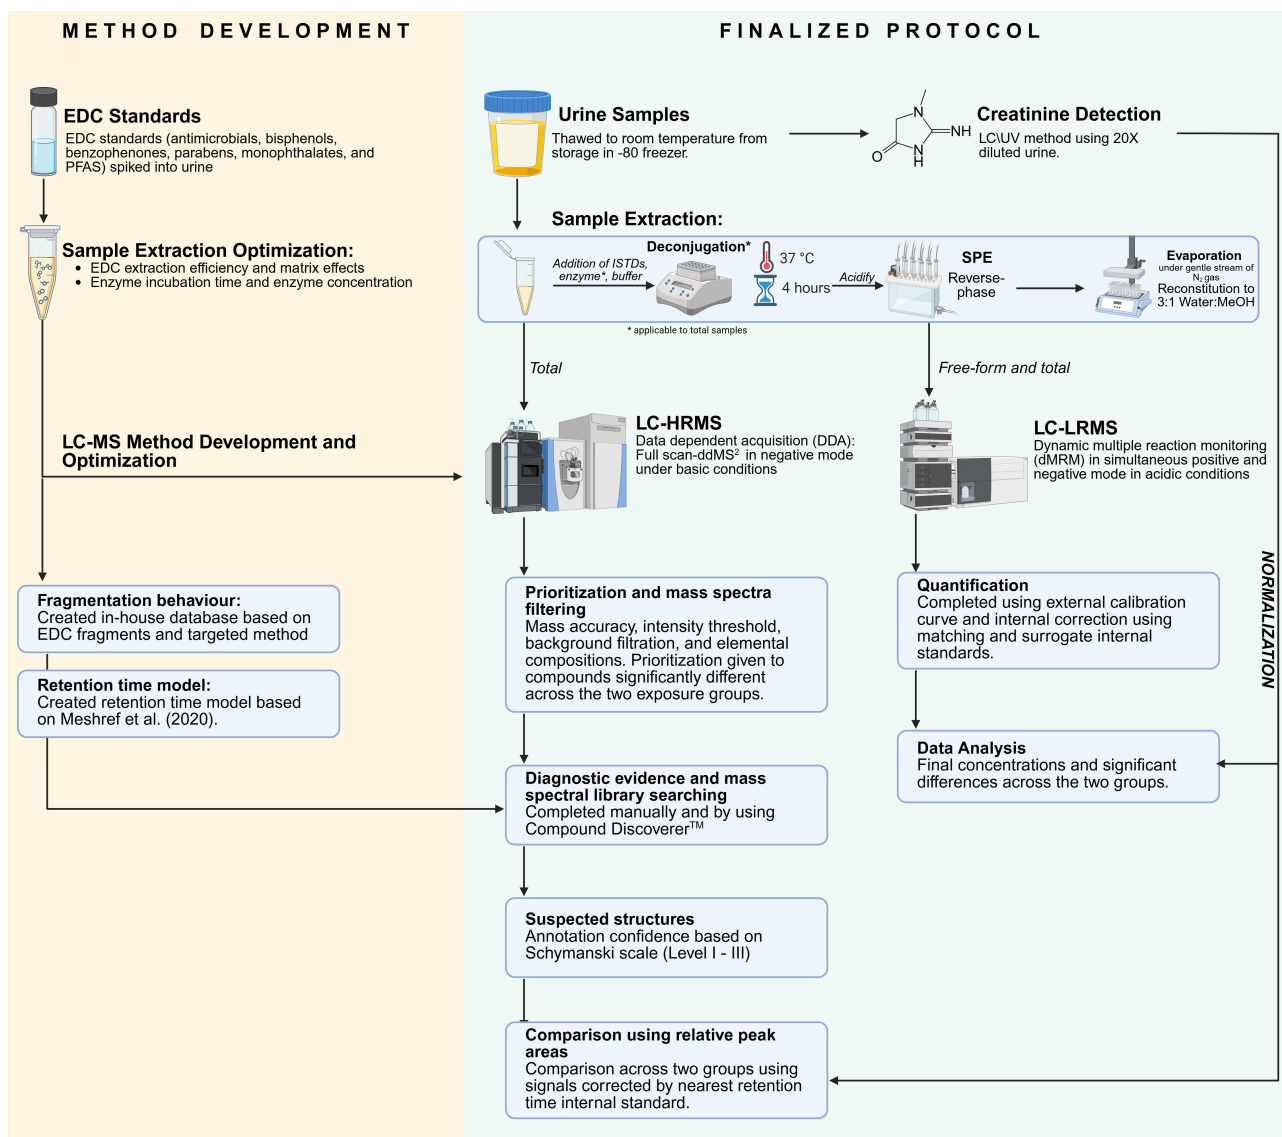 METHOD DEVELOPMENT
FINALIZED PROTOCOL
EDC Standards
EDC standards (antimicrobials, bisphenols,
benzophenones, parabens, monophthalates, and
PFAS) spiked into urine
Urine Samples
Thawed to room temperature from
storage in -80 freezer.
O
N
H
NH
Creatinine Detection
LC\UV method using 20X
diluted urine.
Sample Extraction Optimization:
• EDC extraction efficiency and matrix effects
• Enzyme incubation time and enzyme concentration
Sample Extraction:
Addition of ISTDs,
enzyme*, buffer
Deconjugation*
37 °C
4 hours
Acidify
SPE
Reverse-
phase
Evaporation
under gentle stream of
N2 gas
Reconstitution to
3:1 Water:MeOH
* applicable to total samples
Total
Free-form and total
LC-MS Method Development and
Optimization
LC-HRMS
Data dependent acquisition (DDA):
Full scan-ddMS² in negative mode
under basic conditions
LC-LRMS
Dynamic multiple reaction monitoring
(dMRM) in simultaneous positive and
negative mode in acidic conditions
NORMALIZATION
Fragmentation behaviour:
Created in-house database based on
EDC fragments and targeted method
Retention time model:
Created retention time model based
on Meshref et al. (2020).
Prioritization and mass spectra
filtering
Mass accuracy, intensity threshold,
background filtration, and elemental
compositions. Prioritization given to
compounds significantly different
across the two exposure groups.
Quantification
Completed using external calibration
curve and internal correction using
matching and surrogate internal
standards.
Data Analysis
Final concentrations and significant
differences across the two groups.
Diagnostic evidence and mass
spectral library searching
Completed manually and by using
Compound Discoverer™
Suspected structures
Annotation confidence based on
Schymanski scale (Level I - III)
Comparison using relative peak
areas
Comparison across two groups using
signals corrected by nearest retention
time internal standard.